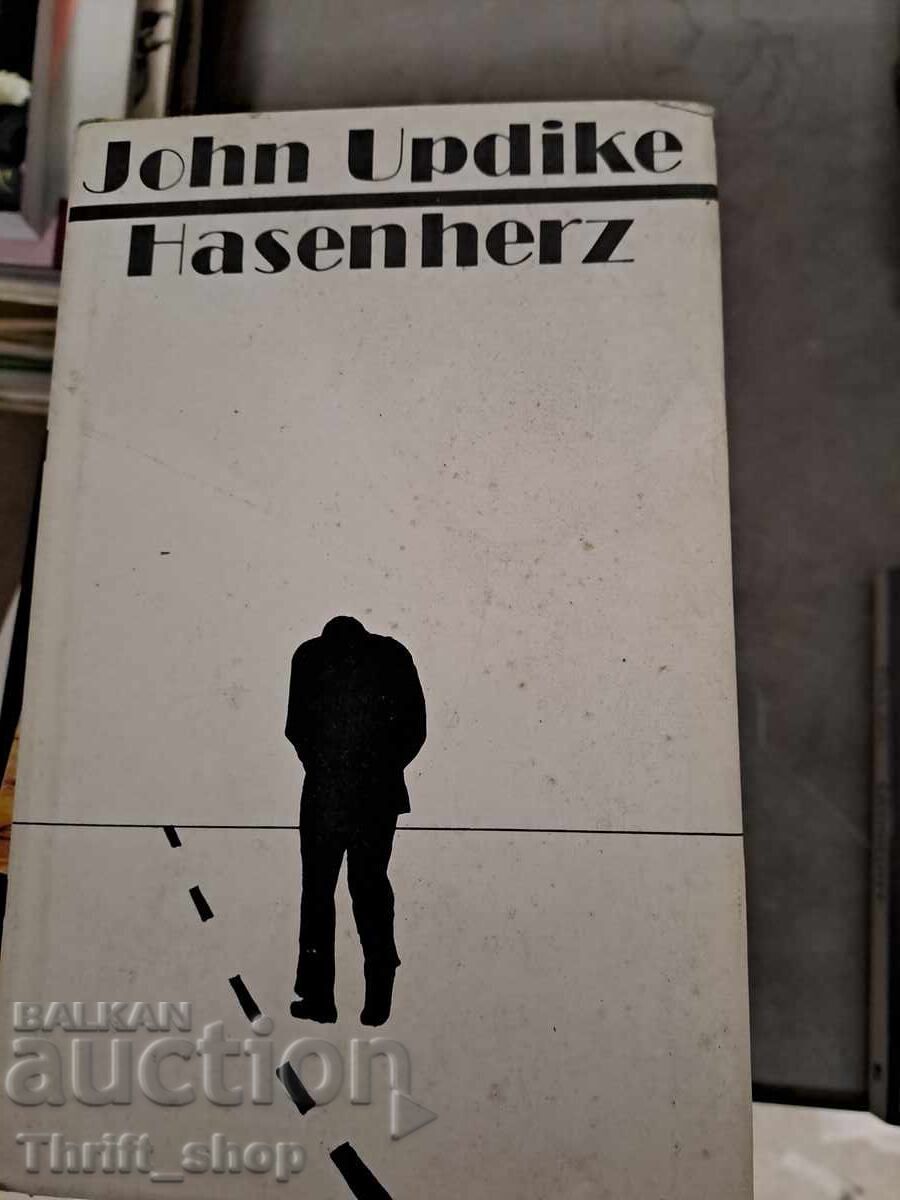 John Updike
Hasenherz
BALKAN
auction
Thrift_shop